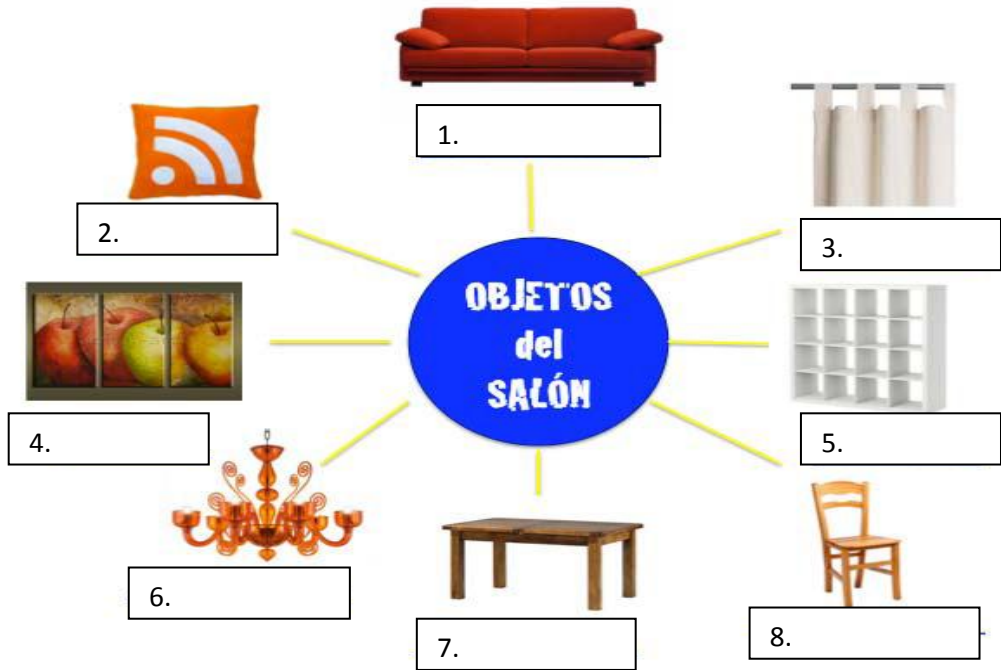 1.
2.
3.
OBJETOS
del
SALÓN
4.
5.
6.
7.
8.